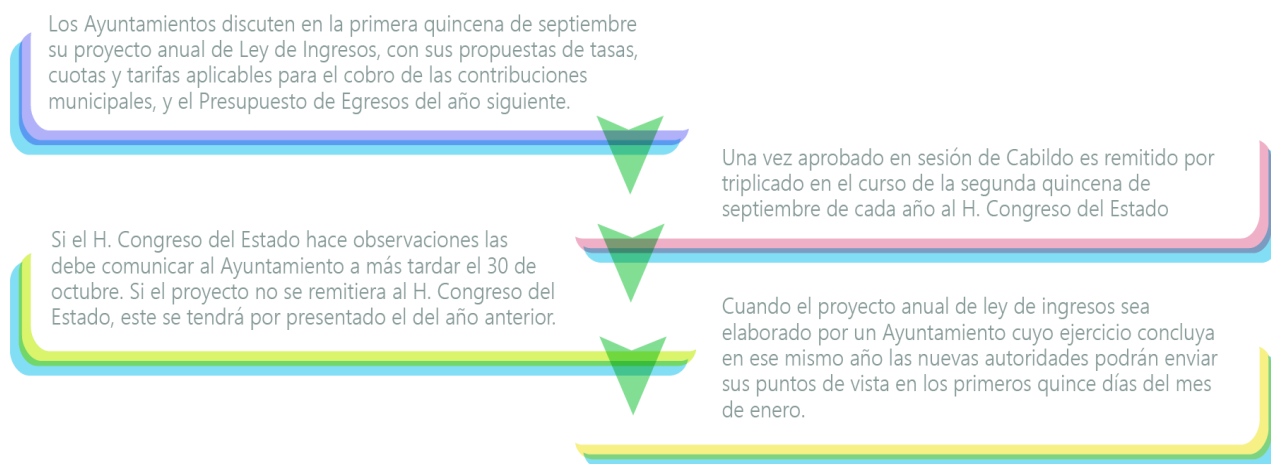 Los Ayuntamientos discuten en la primera quincena de septiembre
su proyecto anual de Ley de Ingresos, con sus propuestas de tasas,
cuotas y tarifas aplicables para el cobro de las contribuciones
municipales, y el Presupuesto de Egresos del año siguiente.
Una vez aprobado en sesión de Cabildo es remitido por
triplicado en el curso de la segunda quincena de
septiembre de cada año al H. Congreso del Estado
Si el H. Congreso del Estado hace observaciones las
debe comunicar al Ayuntamiento a más tardar el 30 de
octubre. Si el proyecto no se remitiera al H. Congreso del
Estado, este se tendrá por presentado el del año anterior.
Cuando el proyecto anual de ley de ingresos sea
elaborado por un Ayuntamiento cuyo ejercicio concluya
en ese mismo año las nuevas autoridades podrán enviar
sus puntos de vista en los primeros quince días del mes
de enero.